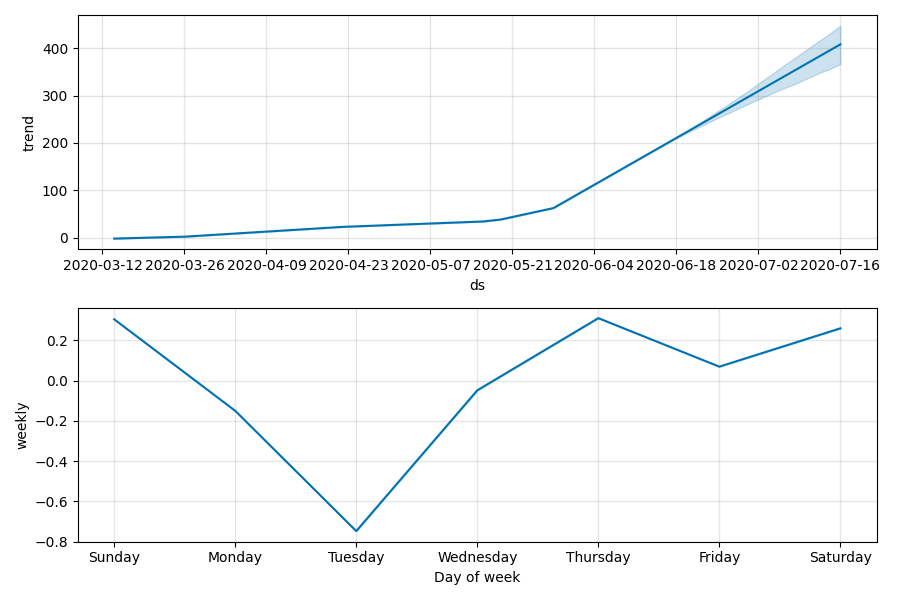 400
300
200
100
0
trend
2020-03-12 2020-03-26 2020-04-09 2020-04-23 2020-05-07 2020-05-21 2020-06-04 2020-06-18 2020-07-02 2020-07-16
ds
0.2
0.0
−0.2
−0.4
−0.6
−0.8
weekly
Sunday Monday Tuesday Wednesday Thursday Friday Saturday
Day of week